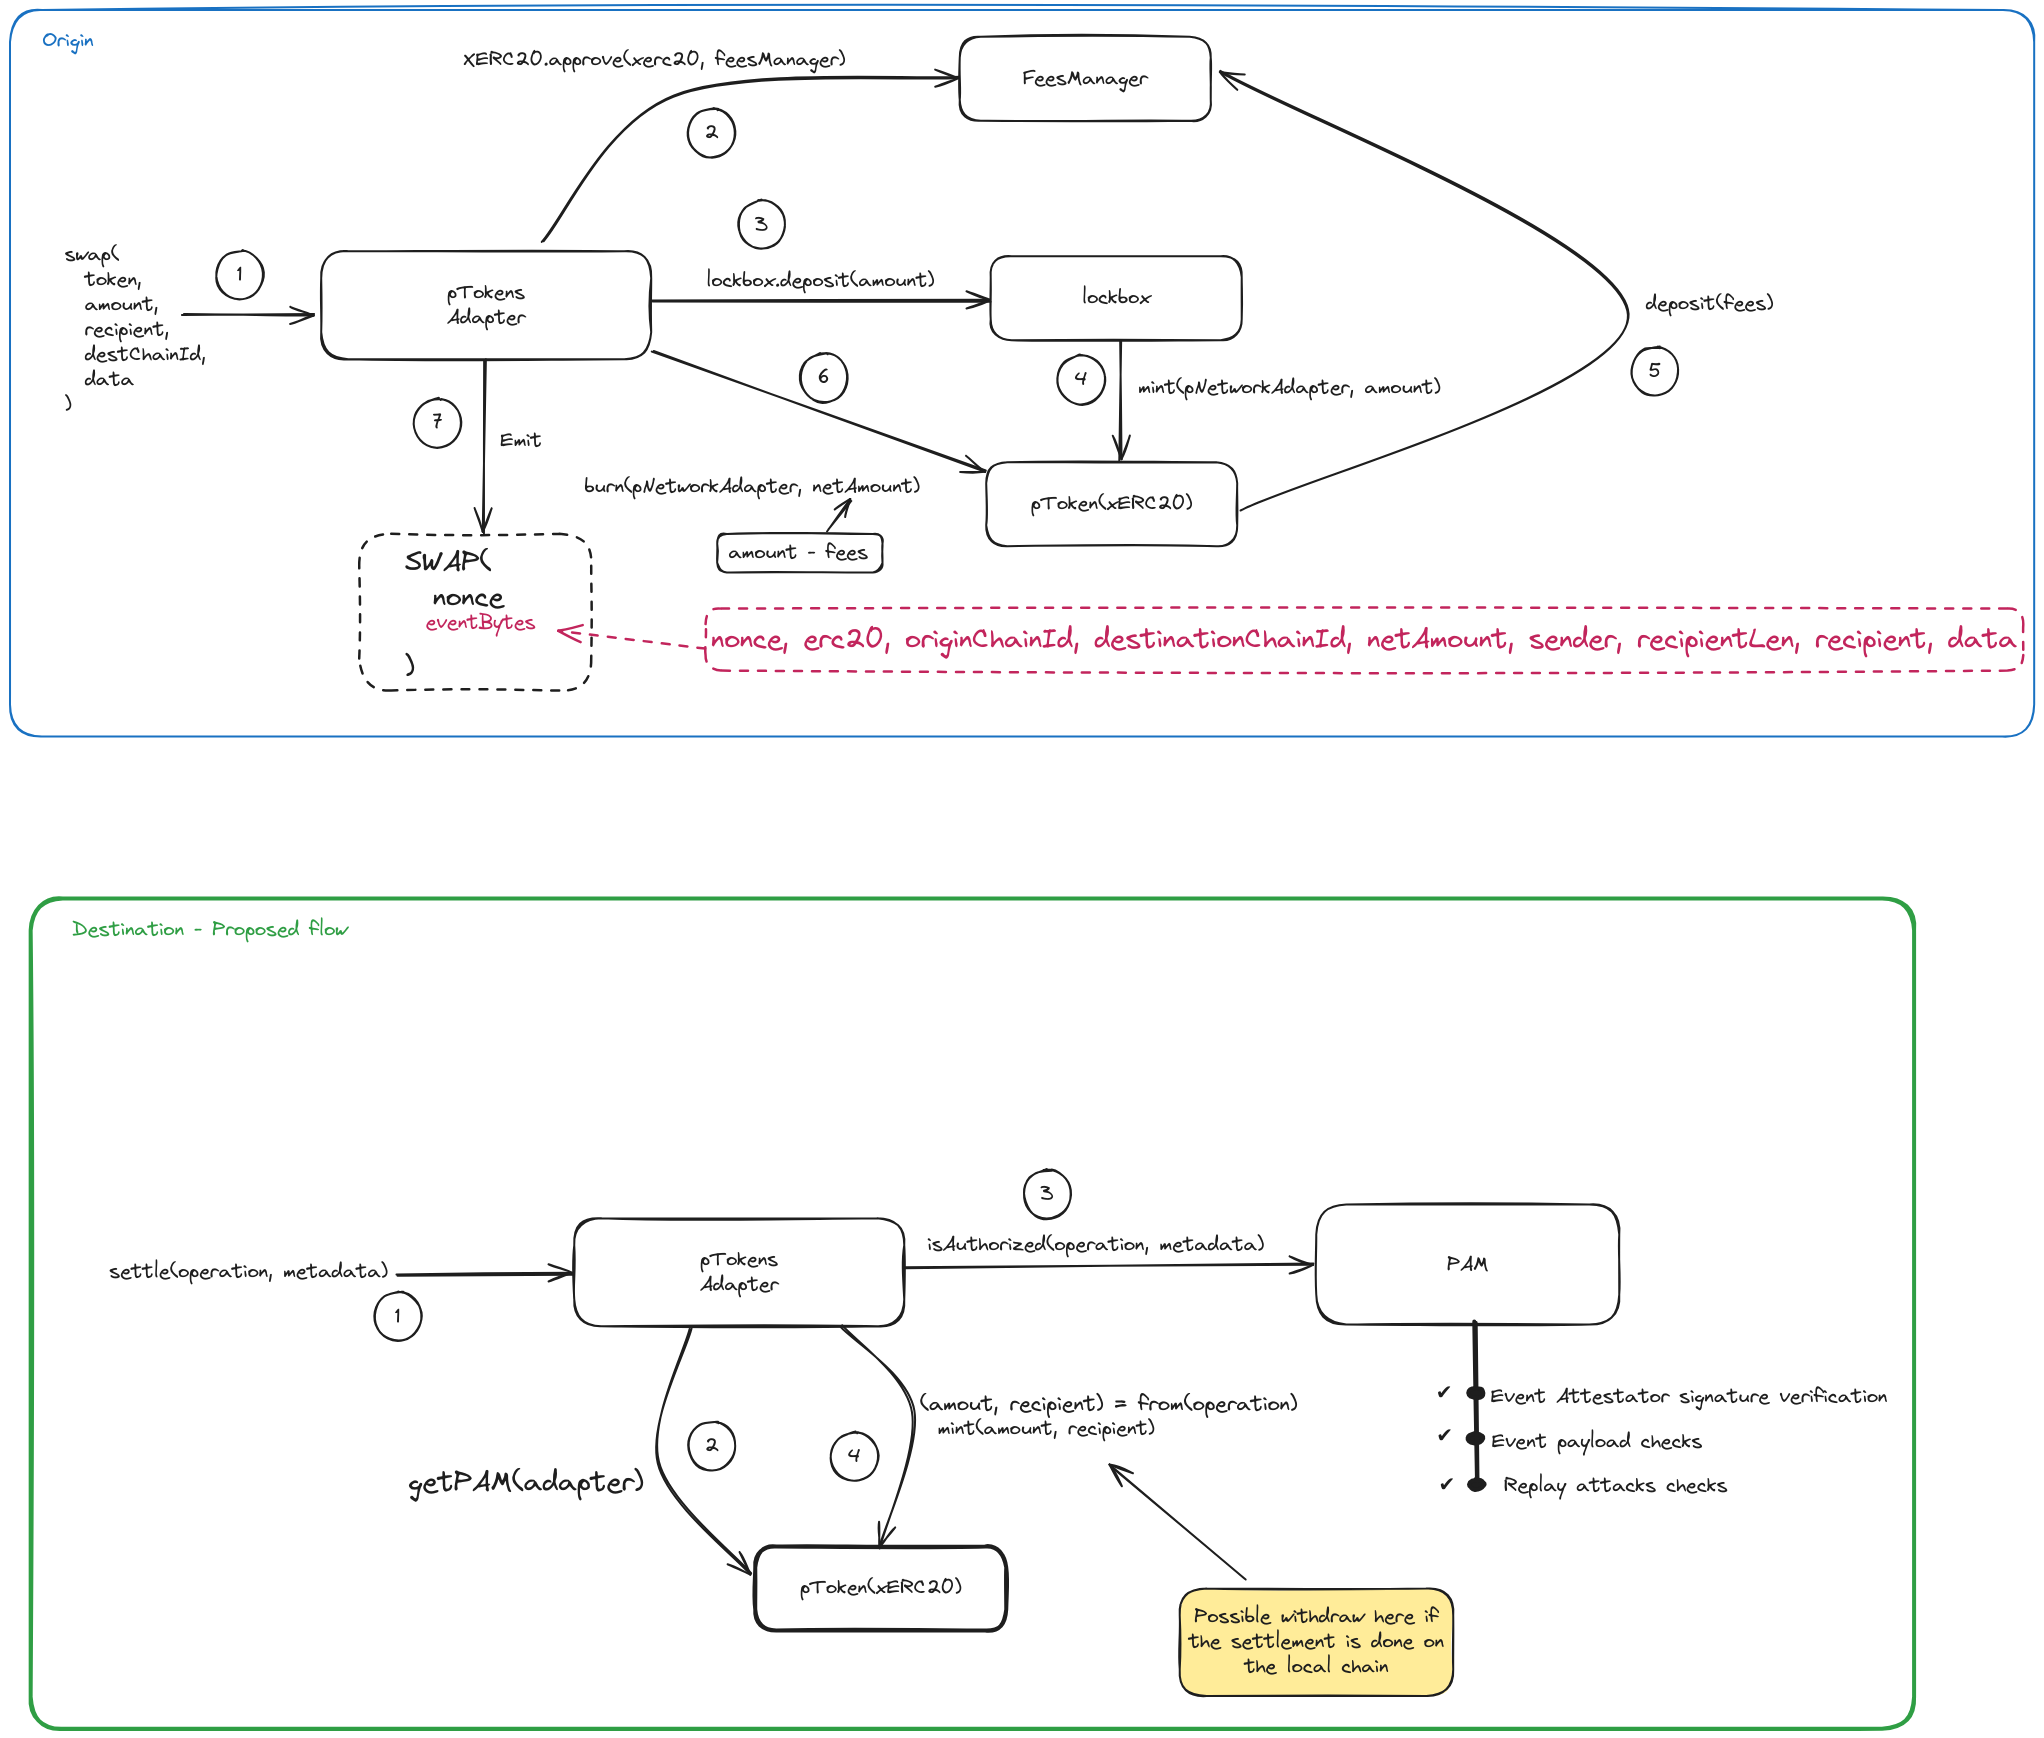 Origin
xERC20.approve(xerc20, feesManager)
FeesManager
2
3
swap(
token,
amount,
recipient,
destChainId,
data
)
1
pTokens
Adapter
lockbox.deposit(amount)
lockbox
deposit(fees)
5
6
4
mint(pNetworkAdapter, amount)
7
Emit
burn(pNetworkAdapter, netAmount)
pToken(xERC20)
amount - fees
SWAP(
nonce
eventBytes
)
nonce, erc20, originChainId, destinationChainId, netAmount, sender, recipientLen, recipient, data
Destination - Proposed flow
3
settle(operation, metadata)
1
pTokens
Adapter
isAuthorized(operation, metadata)
PAM
✔ Event Attestator signature verification
✔ Event payload checks
✔ Replay attacks checks
(amout, recipient) = from(operation)
mint(amount, recipient)
2
4
getPAM(adapter)
pToken(xERC20)
Possible withdraw here if
the settlement is done on
the local chain